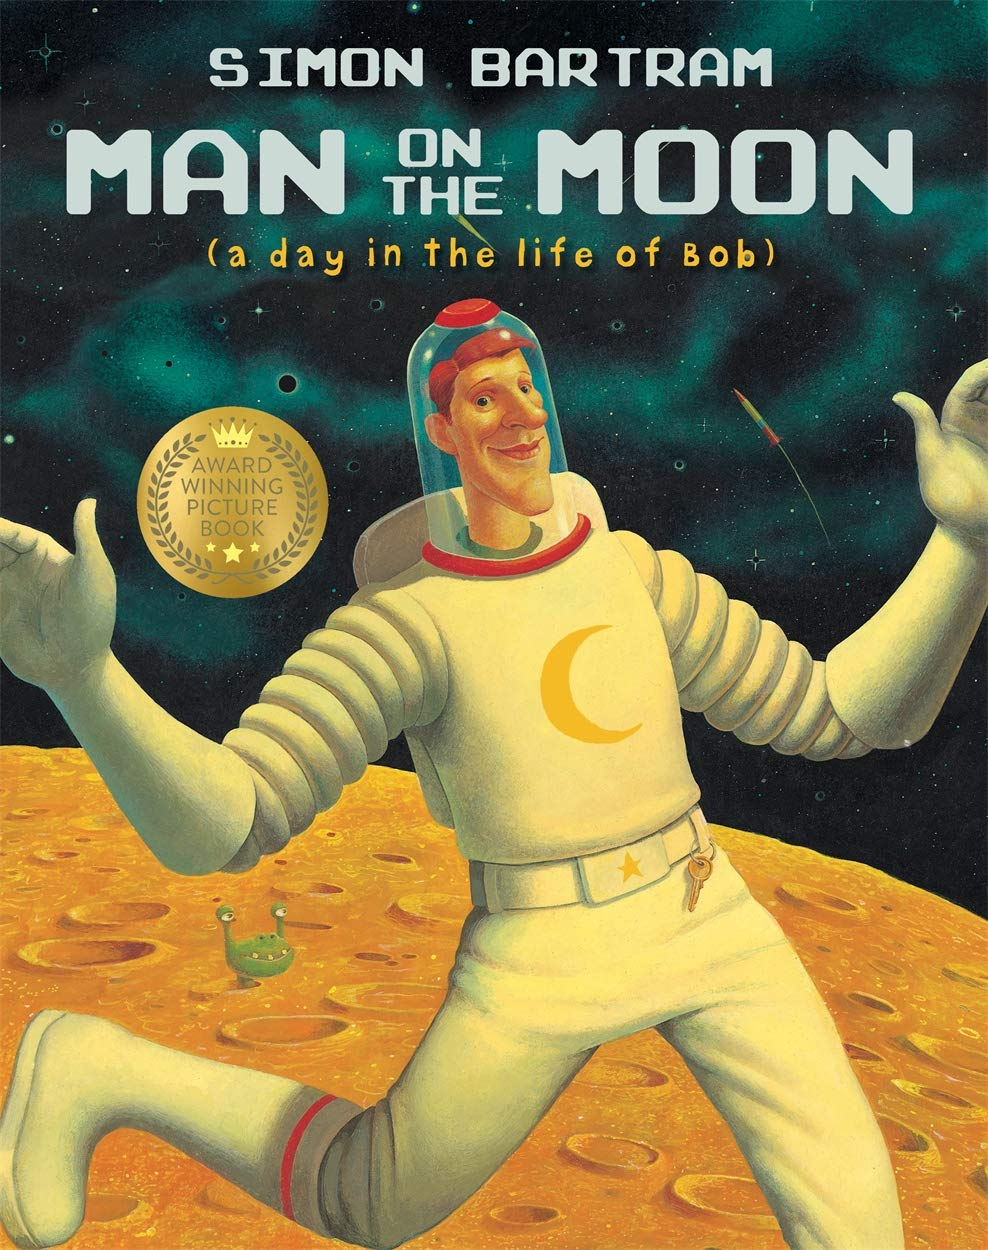 SIMON BARTRAM
MAN ON THE MOON
(a day in the life of Bob)
AWARD
WINNING
PICTURE
BOOK